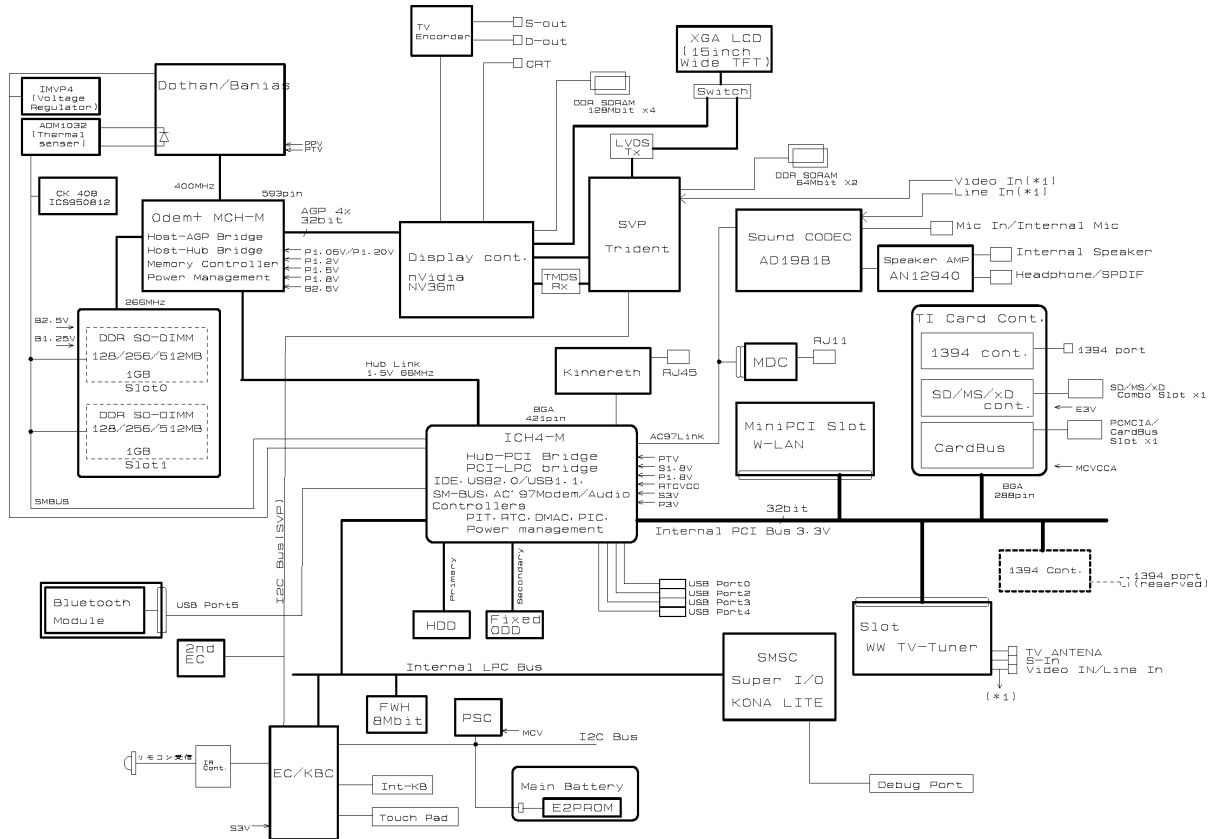 TV
Encorder
S-out
D-out
CRT
XGA LCD
(15inch
Wide TFT)
Switch
Dothan/Banias
IMVP4
(Voltage
Regulator)
ADM1032
(Thermal
senser)
PPV
PTV
CK 408
ICS950812
DDR SDRAM
128Mbit x4
LVDS
Tx
DDR SDRAM
64Mbit x2
400MHz
593pin
Odem+ MCH-M
Host-AGP Bridge
Host-Hub Bridge
Memory Controller
Power Management
AGP 4x
32bit
P1.05V/P1.20V
P1.2V
P1.5V
P1.8V
B2.5V
Display cont.
nVidia
NV36m
TMDS
Rx
SVP
Trident
Video In(*1)
Line In(*1)
Sound CODEC
AD1981B
Mic In/Internal Mic
Speaker AMP
AN12940
Internal Speaker
Headphone/SPDIF
266MHz
B2.5V
B1.25V
DDR SO-DIMM
128/256/512MB
1GB
Slot0
DDR SO-DIMM
128/256/512MB
1GB
Slot1
SMBUS
Hub Link
1.5V 66MHz
Kinnereth
RJ45
MDC
RJ11
TI Card Cont.
1394 cont.
1394 port
SD/MS/xD
cont.
SD/MS/xD
Combo Slot x1
E3V
CardBus
PCMCIA/
CardBus
Slot x1
MCVCCA
BGA
288pin
BGA
421pin
AC97Link
MiniPCI Slot
W-LAN
ICH4-M
Hub-PCI Bridge
PCI-LPC bridge
IDE, USB2.0/USB1.1,
SM-BUS, AC'97Modem/Audio
Controllers
PIT, RTC, DMAC, PIC,
Power management
PTV
S1.8V
P1.8V
RTCVCC
S3V
P3V
32bit
Internal PCI Bus 3.3V
I2C Bus(SVP)
Primary
Secondary
USB Port0
USB Port2
USB Port3
USB Port4
1394 Cont.
1394 port
(reserved)
Bluetooth
Module
USB Port5
HDD
Fixed
ODD
2nd
EC
Internal LPC Bus
SMSC
Super I/O
KONA LITE
Slot
WW TV-Tuner
TV ANTENA
S-In
Video IN/Line In
(*1)
FWH
8Mbit
PSC
MCV
I2C Bus
リモコン受信
IR
Cont.
EC/KBC
Int-KB
Touch Pad
S3V
Main Battery
E2PROM
Debug Port